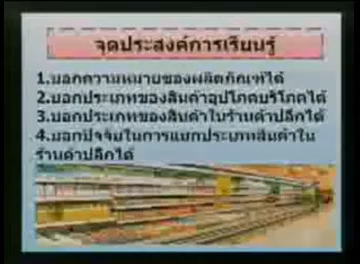 จุดประสงค์การเรียนรู้
1.บอกความหมายของผลิตภัณฑ์ได้
2.บอกประเภทของสินค้าอุปโภคบริโภคได้
3.บอกประเภทของสินค้าในร้านค้าปลีกได้
4.บอกปัจจัยในการแยกประเภทสินค้าใน
ร้านค้าปลีกได้